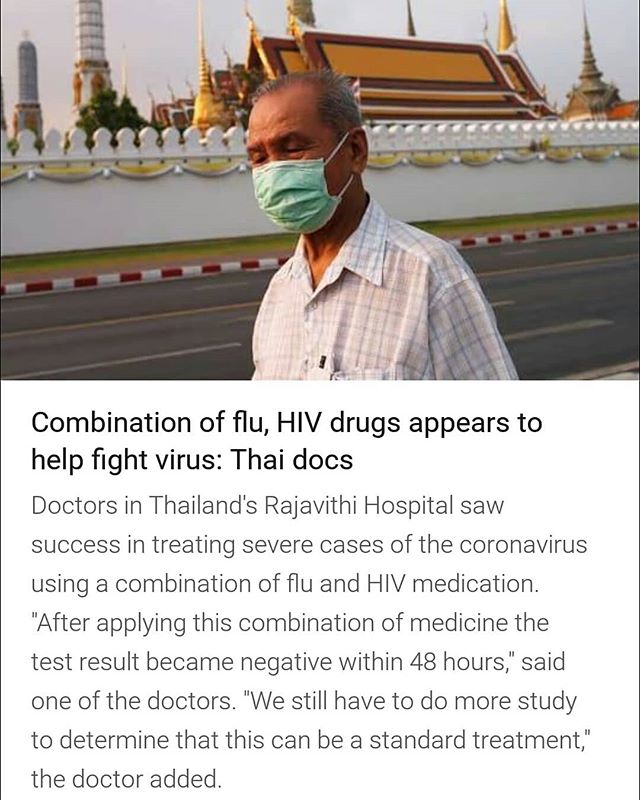 Combination of flu, HIV drugs appears to
help fight virus: Thai docs
Doctors in Thailand's Rajavithi Hospital saw
success in treating severe cases of the coronavirus
using a combination of flu and HIV medication.
"After applying this combination of medicine the
test result became negative within 48 hours," said
one of the doctors. "We still have to do more study
to determine that this can be a standard treatment,"
the doctor added.